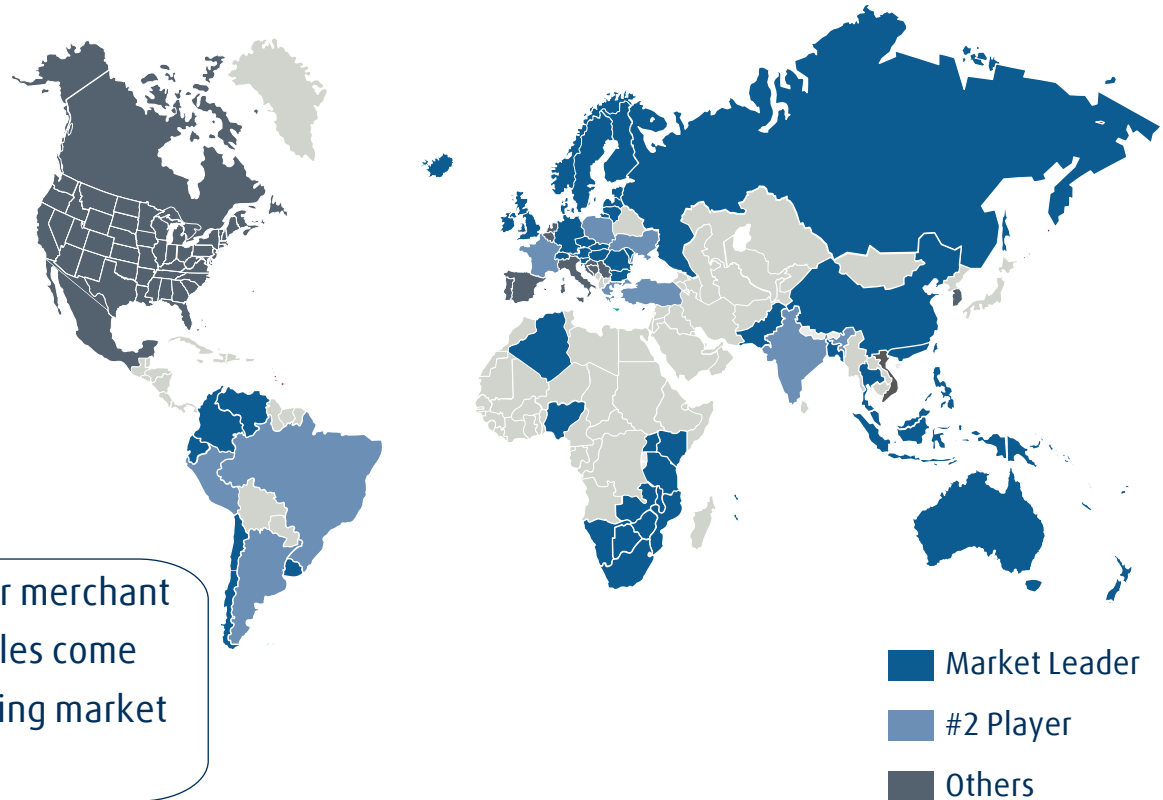 r merchant
les come
ing market
Market Leader
#2 Player
Others